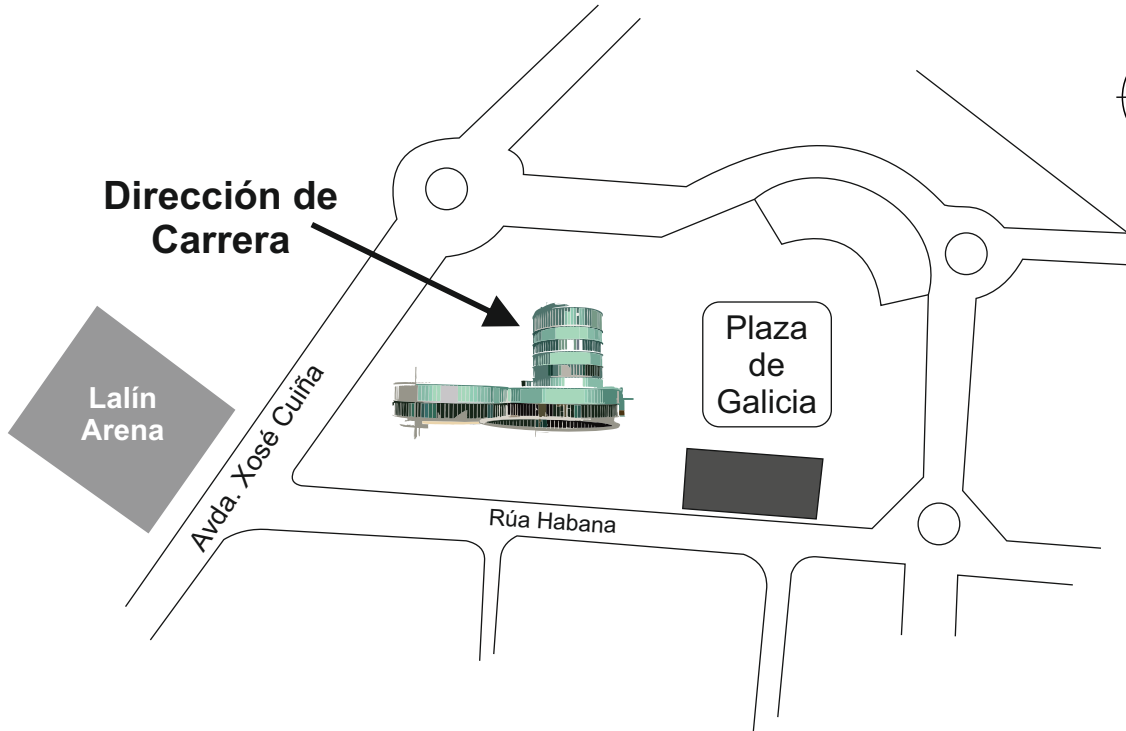 Dirección de
Carrera
Lalín
Arena
Avda. Xosé Cuiña
Plaza
de
Galicia
Rúa Habana